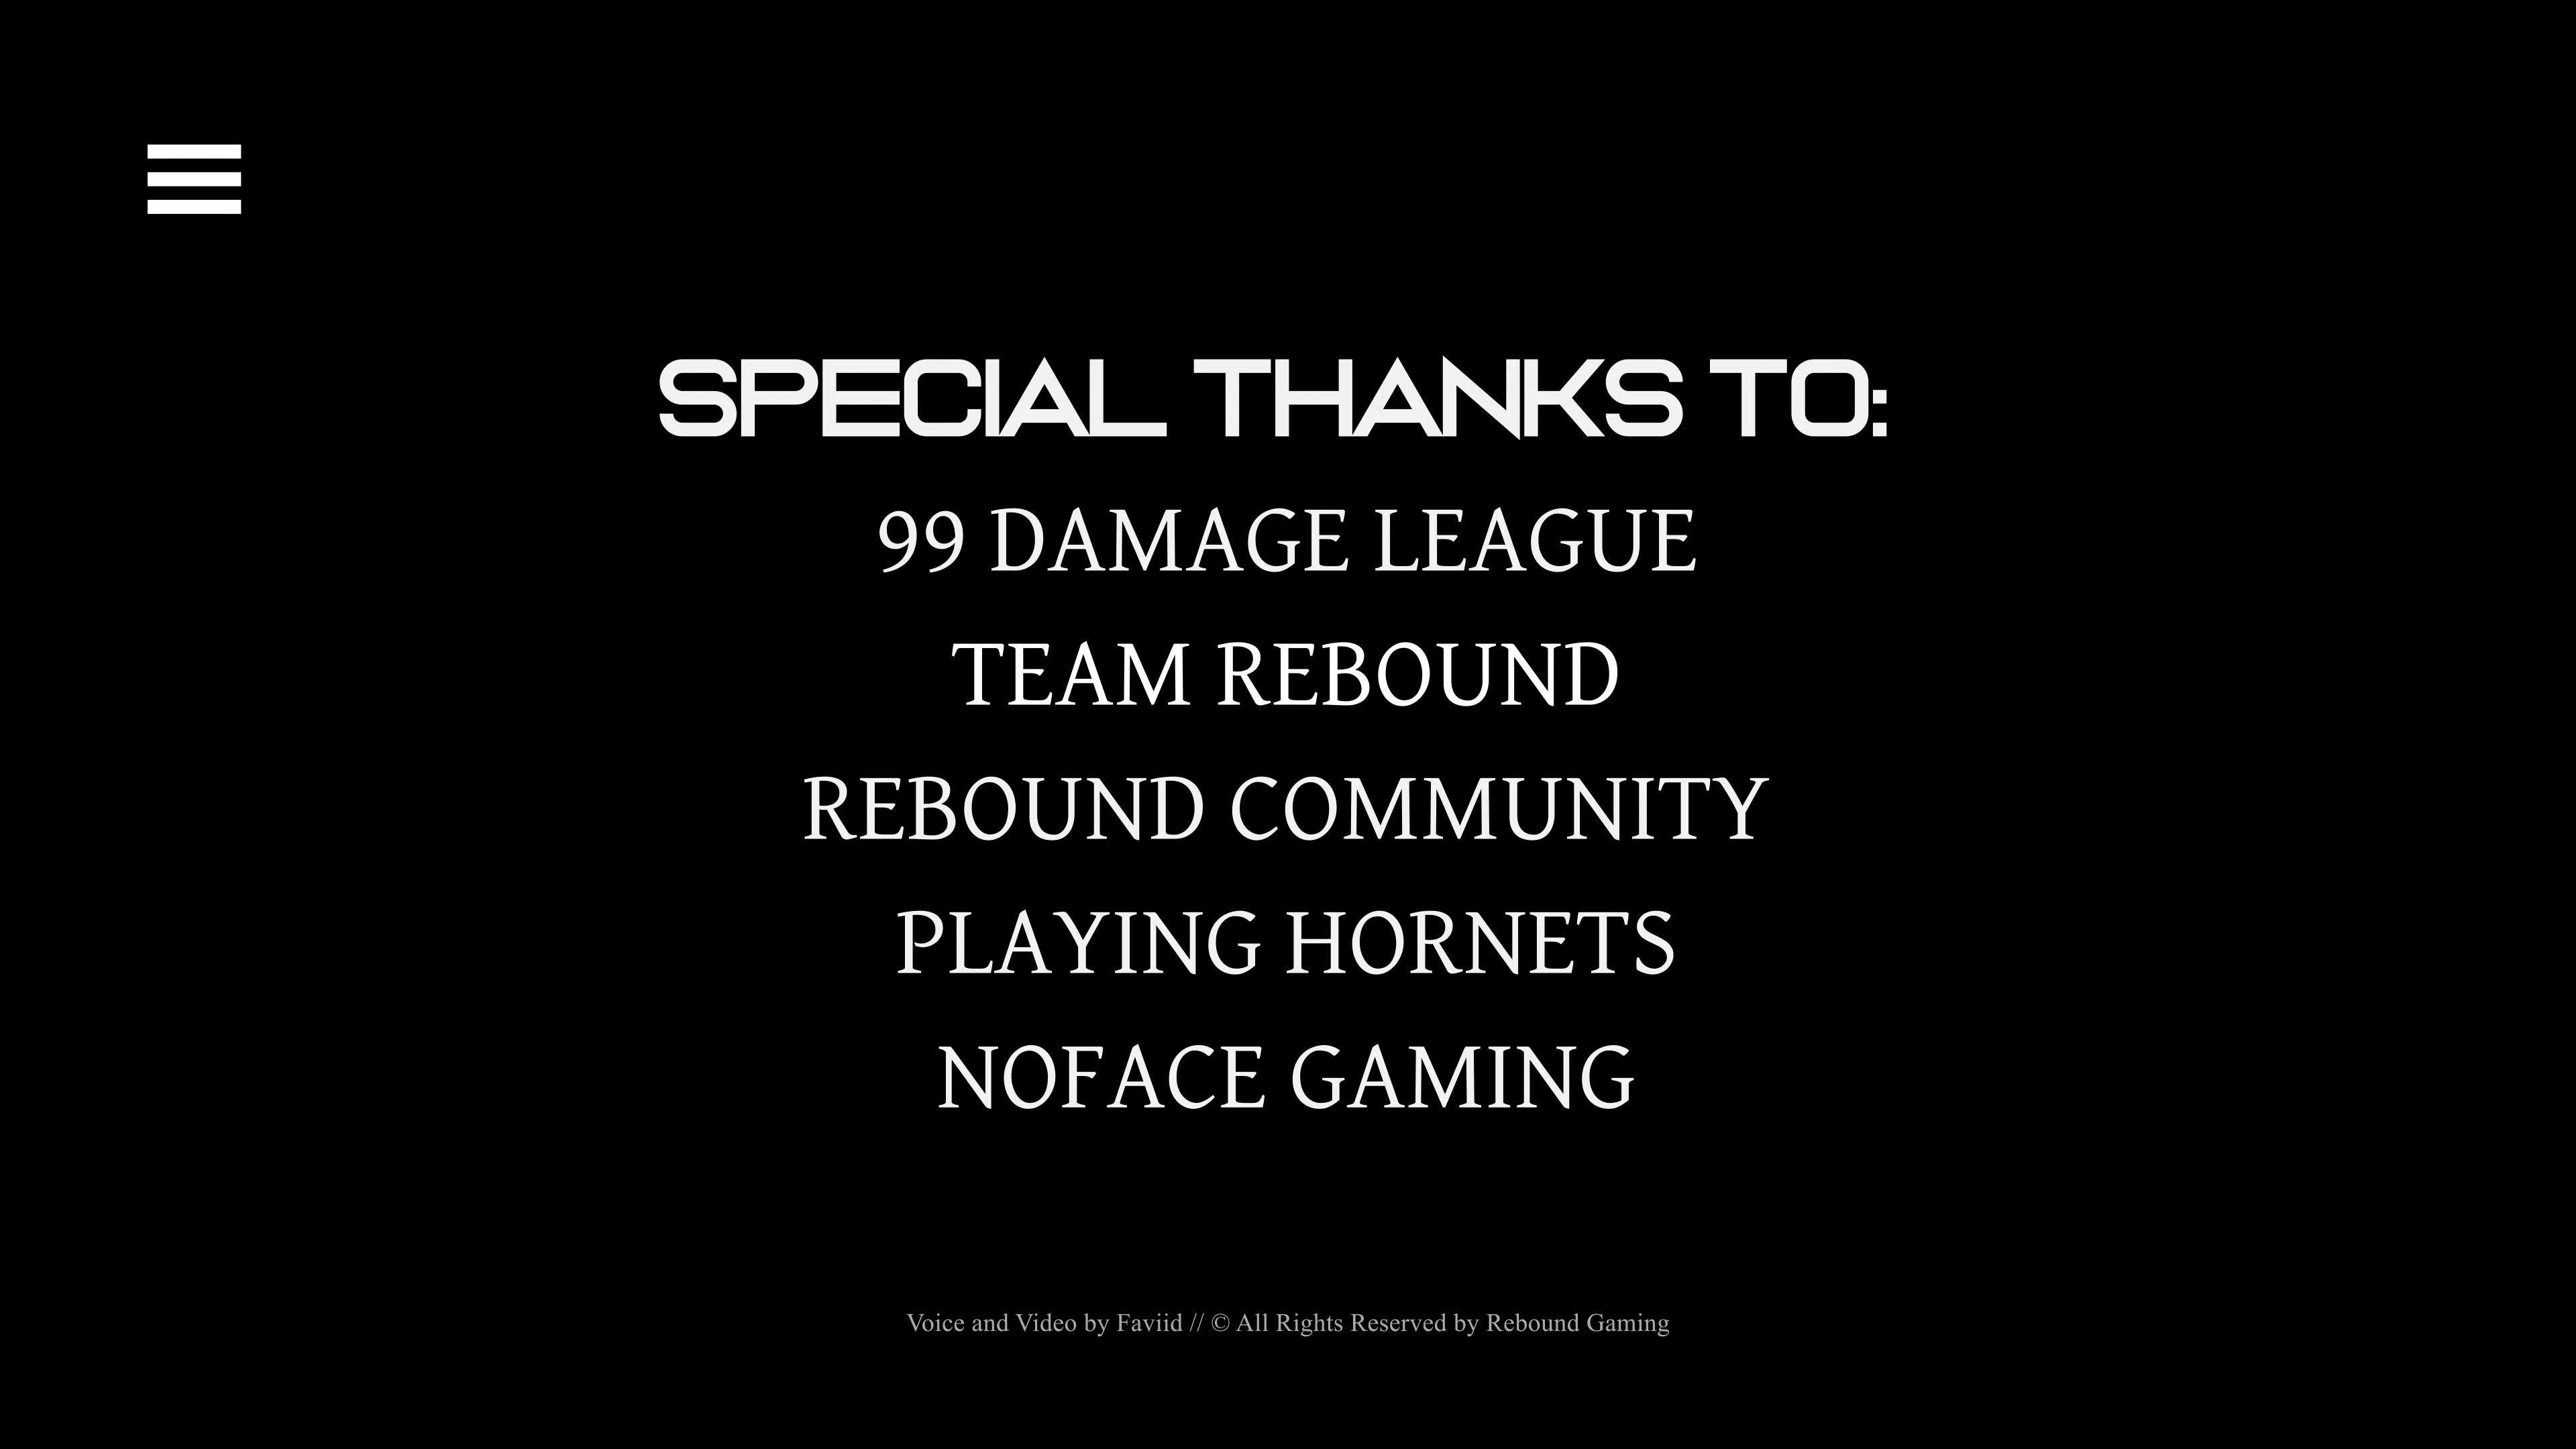 SPECIAL THANKS TO:
99 DAMAGE LEAGUE
TEAM REBOUND
REBOUND COMMUNITY
PLAYING HORNETS
NOFACE GAMING
Voice and Video by Faviid // © All Rights Reserved by Rebound Gaming